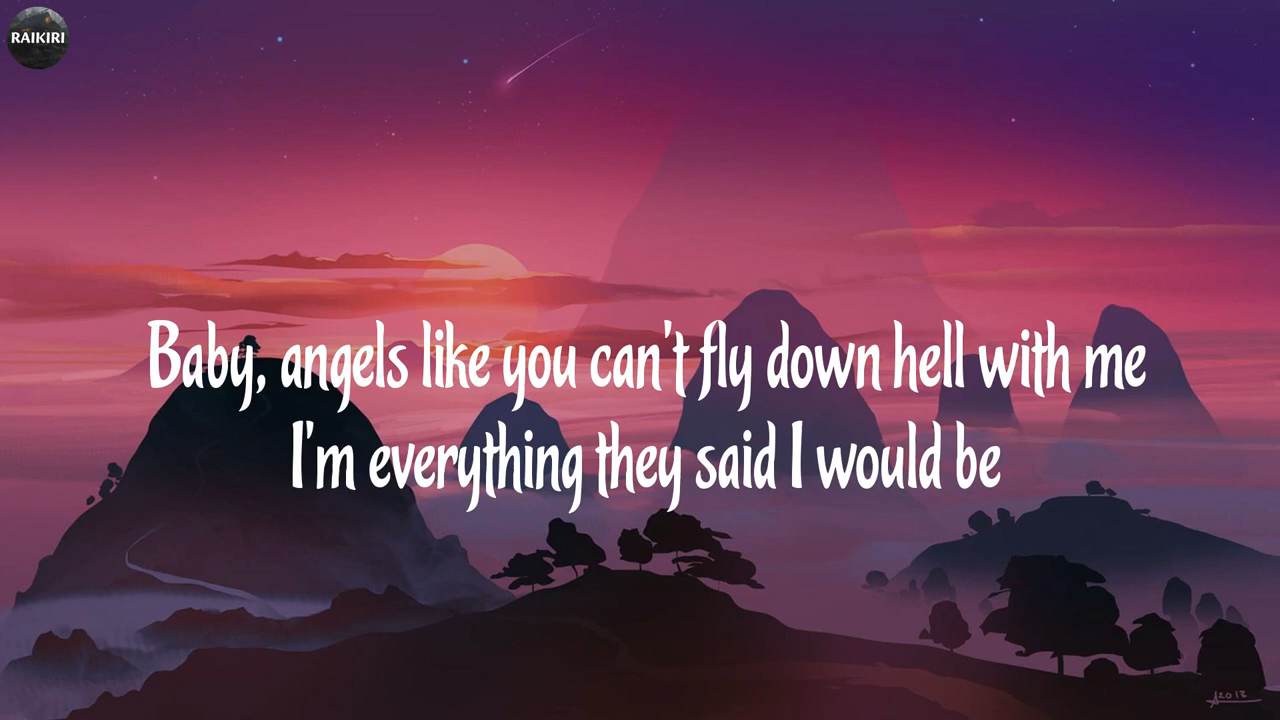 RAIKIRI
Baby, angels like you can't fly down hell with me
I'm everything they said I would be